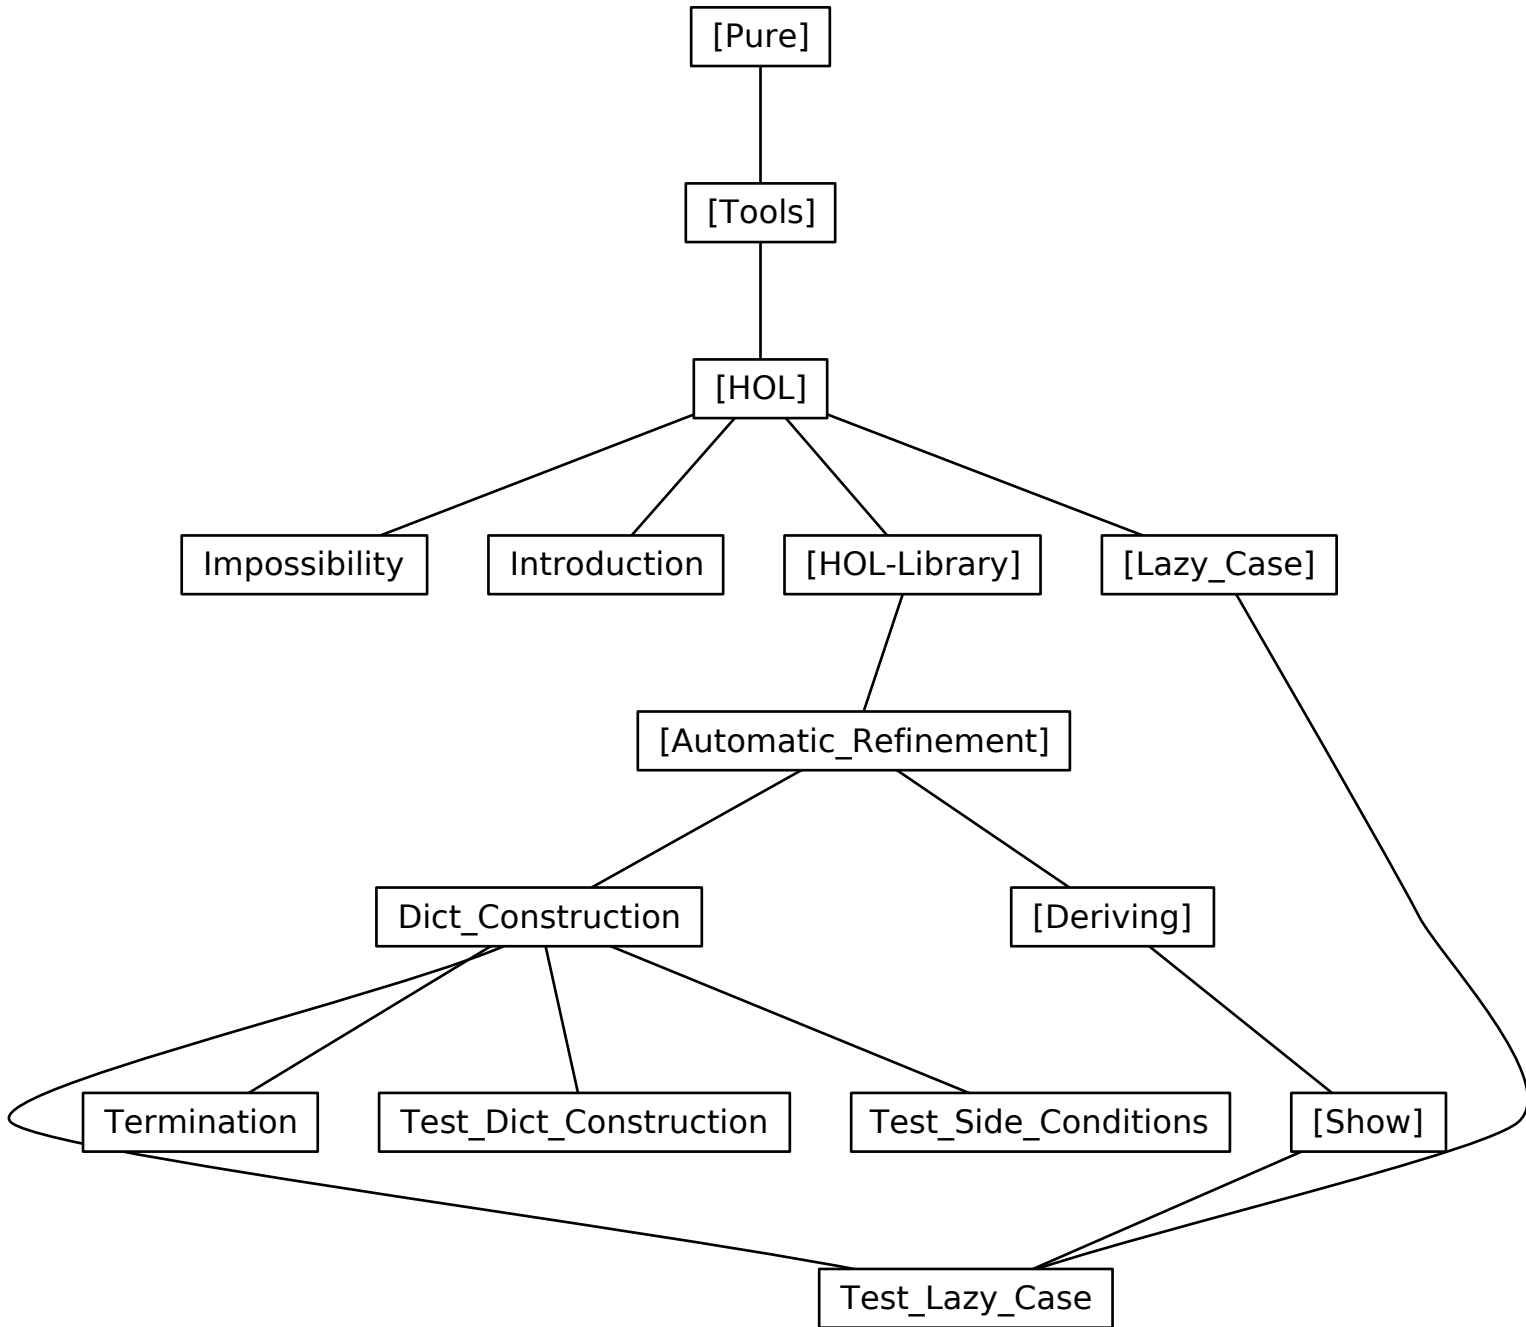 [Pure]
[Tools]
[HOL]
Impossibility
Introduction
[HOL-Library]
[Lazy_Case]
[Automatic_Refinement]
Dict_Construction
[Deriving]
Termination
Test_Dict_Construction
Test_Side_Conditions
[Show]
Test_Lazy_Case